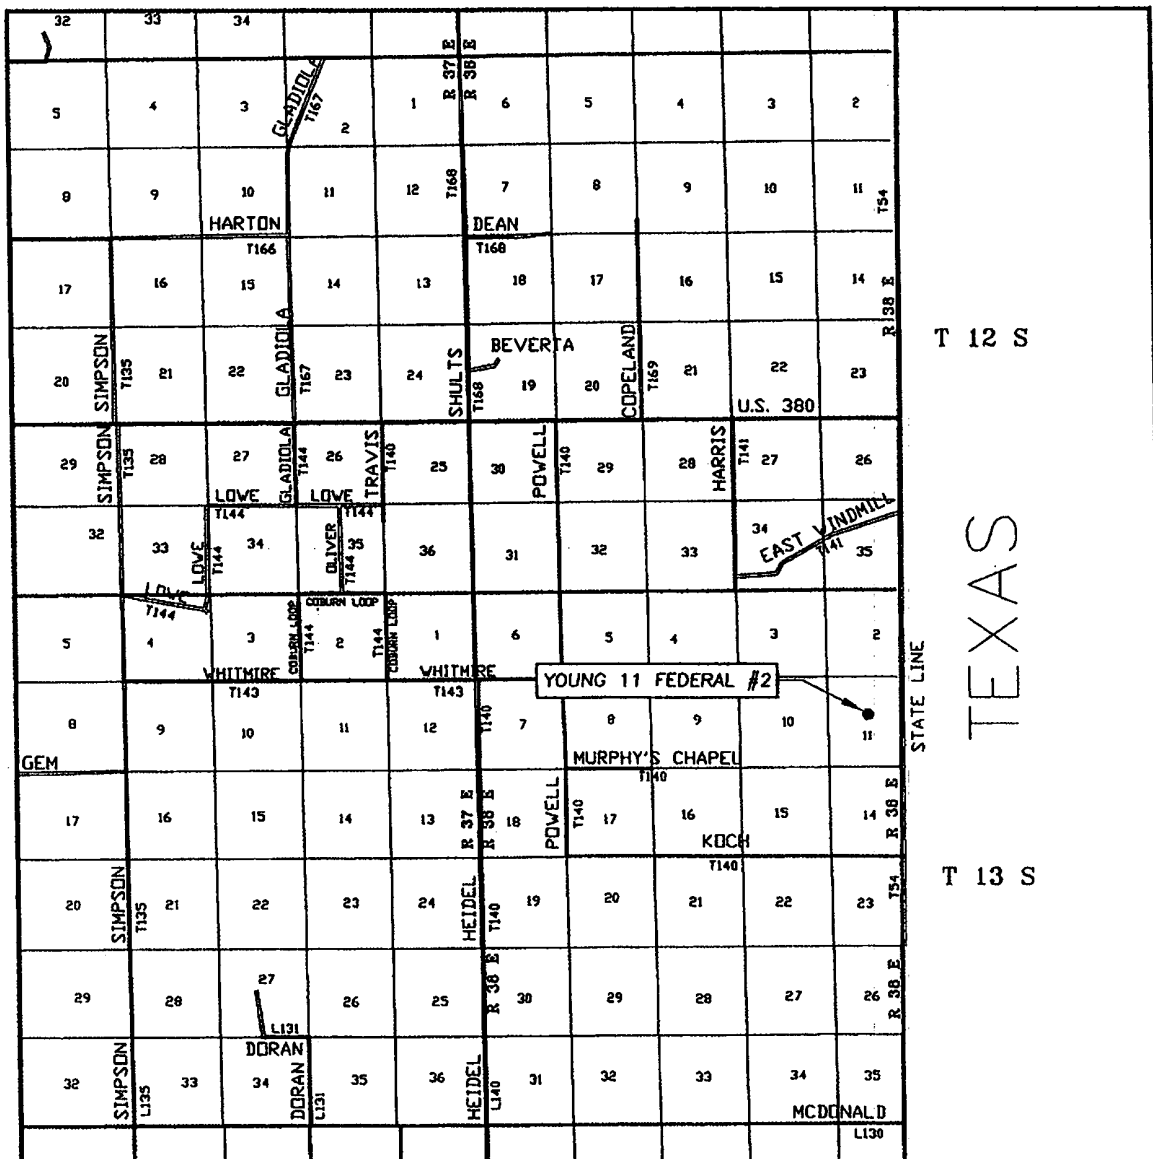 32 33 34
R 37 E
R 38 E
GLADIOLA
T167
5 4 3 2 1 6 5 4 3 2
8 9 10 11 12 T168 7 8 9 10 11 T54
HARTON DEAN
T166 T168
17 16 15 14 13 18 17 16 15 14
R 38 E
T 12 S
SIMPSON T135 GLADIOLA T167 SHULTS T168 BEVERTA COPELAND T169
20 21 22 23 24 19 20 21 22 23
U.S. 380
SIMPSON T135 GLADIOLA T144 TRAVIS T140 POWELL T140 HARRIS T141
29 28 27 26 25 30 29 28 27 26
LOWE LOWE
T144 T144
32 33 34 35 36 31 32 33 34 35
LOWE T144 OLIVER T144
EAST WINDMILL
T141
LOWE
T144
COBURN LOOP
TEXAS
5 4 3 2 1 6 5 4 3 2
COBURN LOOP T144 T144 COBURN LOOP
WHITMIRE WHITMIRE
T143 T143
YOUNG 11 FEDERAL #2
STATE LINE
8 9 10 11 12 T140 7 8 9 10 11
GEM MURPHY'S CHAPEL
T140
17 16 15 14 13 18 17 16 15 14
R 37 E R 38 E POWELL T140 R 38 E
KOCH
T140
T 13 S
20 21 22 23 24 19 20 21 22 23
SIMPSON T135 HEIDEL T140 T54
29 28 27 26 25 30 29 28 27 26
R 38 E R 38 E
L131
DORAN
32 33 34 35 36 31 32 33 34 35
SIMPSON L135 DORAN L131 HEIDEL L140
MCDONALD
L130